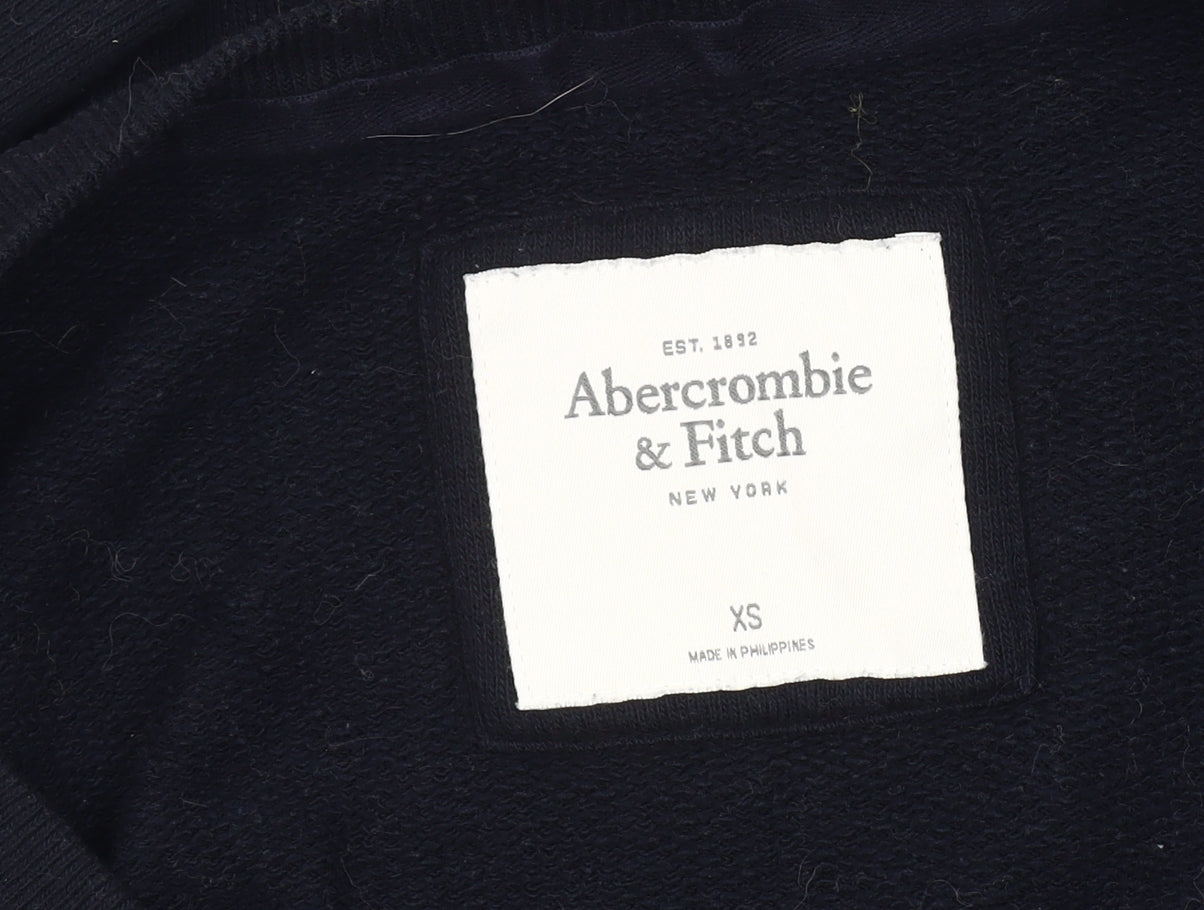 EST. 1892
Abercrombie
& Fitch
NEW YORK
XS
MADE IN PHILIPPINES